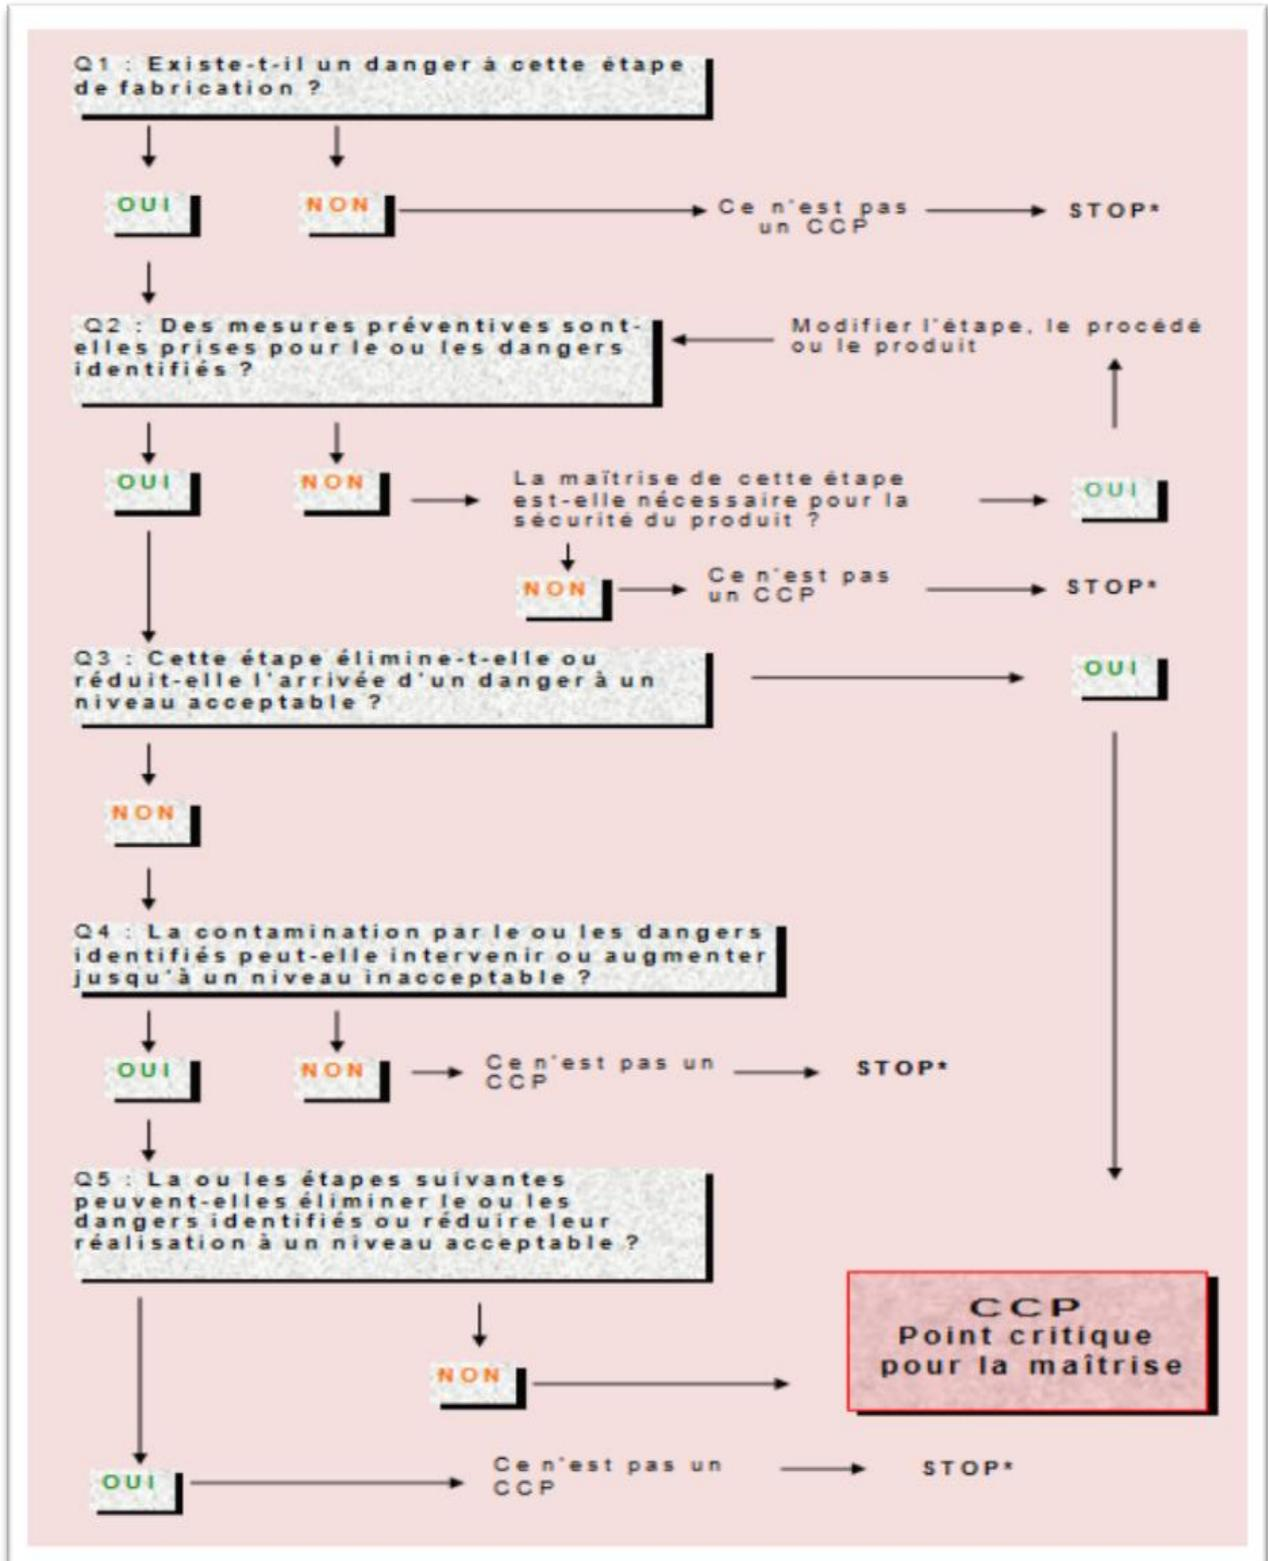 Q1 : Existe-t-il un danger à cette étape
de fabrication ?
OUI
NON
Ce n'est pas
un CCP
STOP*
Q2 : Des mesures préventives sont-
elles prises pour le ou les dangers
identifiés ?
Modifier l'étape, le procédé
ou le produit
OUI
NON
La maîtrise de cette étape
est-elle nécessaire pour la
sécurité du produit ?
OUI
NON
Ce n'est pas
un CCP
STOP*
Q3 : Cette étape élimine-t-elle ou
réduit-elle l'arrivée d'un danger à un
niveau acceptable ?
OUI
NON
Q4 : La contamination par le ou les dangers
identifiés peut-elle intervenir ou augmenter
jusqu'à un niveau inacceptable ?
OUI
NON
Ce n'est pas un
CCP
STOP*
Q5 : La ou les étapes suivantes
peuvent-elles éliminer le ou les
dangers identifiés ou réduire leur
réalisation à un niveau acceptable ?
NON
CCP
Point critique
pour la maîtrise
OUI
Ce n'est pas un
CCP
STOP*